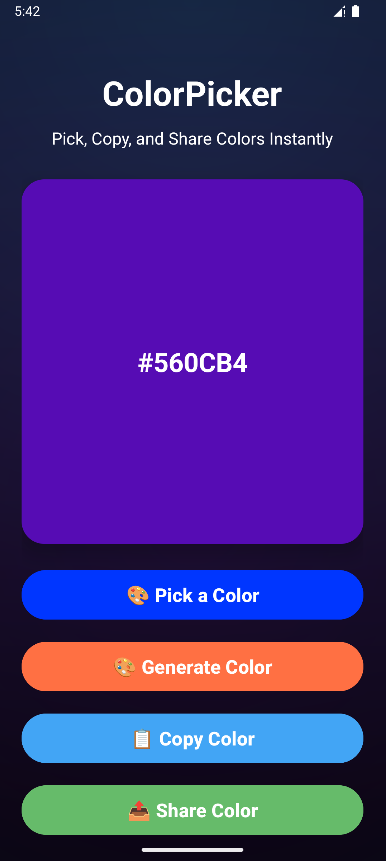 5:42
ColorPicker
Pick, Copy, and Share Colors Instantly
#560CB4
🎨 Pick a Color
🎨 Generate Color
📋 Copy Color
📤 Share Color